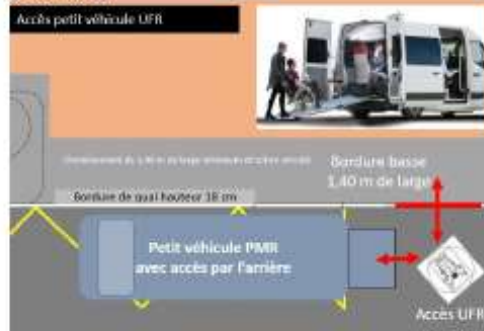 Accès petit véhicule UFR
Bordure basse
1,40 m de large
Bordure de quai hauteur 18 cm
Petit véhicule PMR
avec accès par l'arrière
Accès UFR